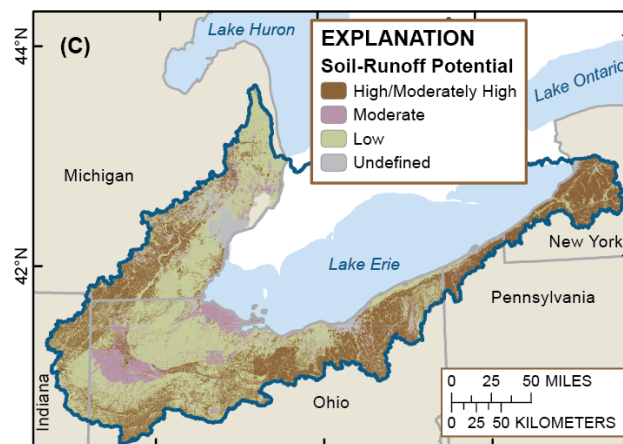 44°N
(C)
Lake Huron
EXPLANATION
Soil-Runoff Potential
High/Moderately High
Moderate
Low
Undefined
Lake Ontario
Michigan
42°N
Lake Erie
New York
Pennsylvania
Indiana
Ohio
0 25 50 MILES
0 25 50 KILOMETERS